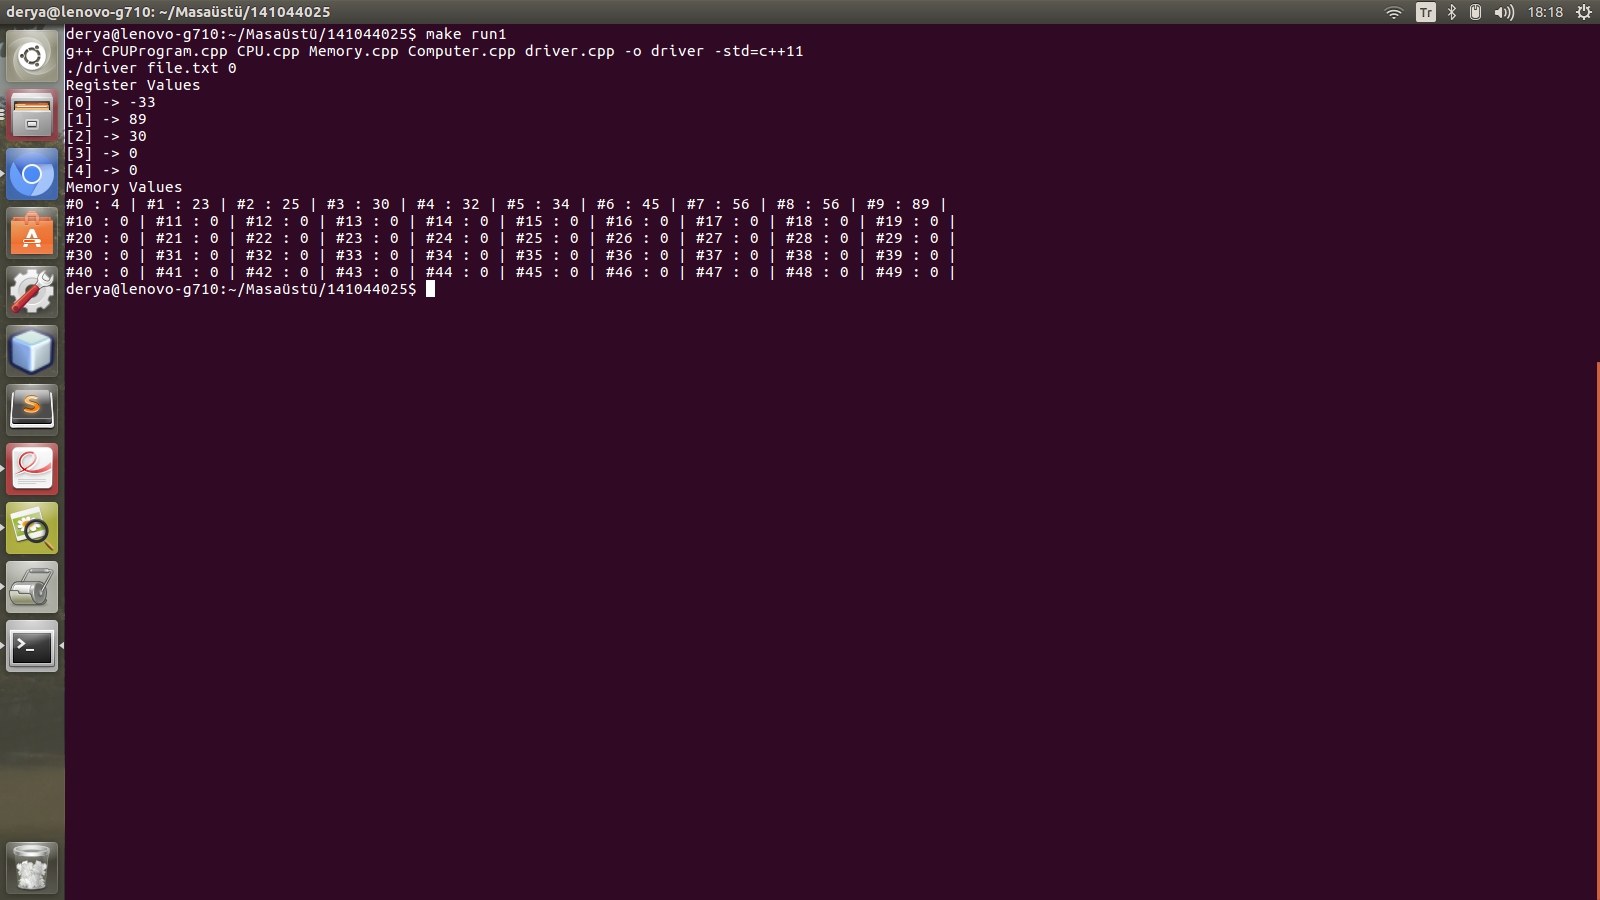 derya@lenovo-g710: ~/Masaüstü/141044025
Tr
18:18
derya@lenovo-g710:~/Masaüstü/141044025$ make run1
g++ CPUProgram.cpp CPU.cpp Memory.cpp Computer.cpp driver.cpp -o driver -std=c++11
./driver file.txt 0
Register Values
[0] -> -33
[1] -> 89
[2] -> 30
[3] -> 0
[4] -> 0
Memory Values
#0 : 4 | #1 : 23 | #2 : 25 | #3 : 30 | #4 : 32 | #5 : 34 | #6 : 45 | #7 : 56 | #8 : 56 | #9 : 89 |
#10 : 0 | #11 : 0 | #12 : 0 | #13 : 0 | #14 : 0 | #15 : 0 | #16 : 0 | #17 : 0 | #18 : 0 | #19 : 0 |
#20 : 0 | #21 : 0 | #22 : 0 | #23 : 0 | #24 : 0 | #25 : 0 | #26 : 0 | #27 : 0 | #28 : 0 | #29 : 0 |
#30 : 0 | #31 : 0 | #32 : 0 | #33 : 0 | #34 : 0 | #35 : 0 | #36 : 0 | #37 : 0 | #38 : 0 | #39 : 0 |
#40 : 0 | #41 : 0 | #42 : 0 | #43 : 0 | #44 : 0 | #45 : 0 | #46 : 0 | #47 : 0 | #48 : 0 | #49 : 0 |
derya@lenovo-g710:~/Masaüstü/141044025$